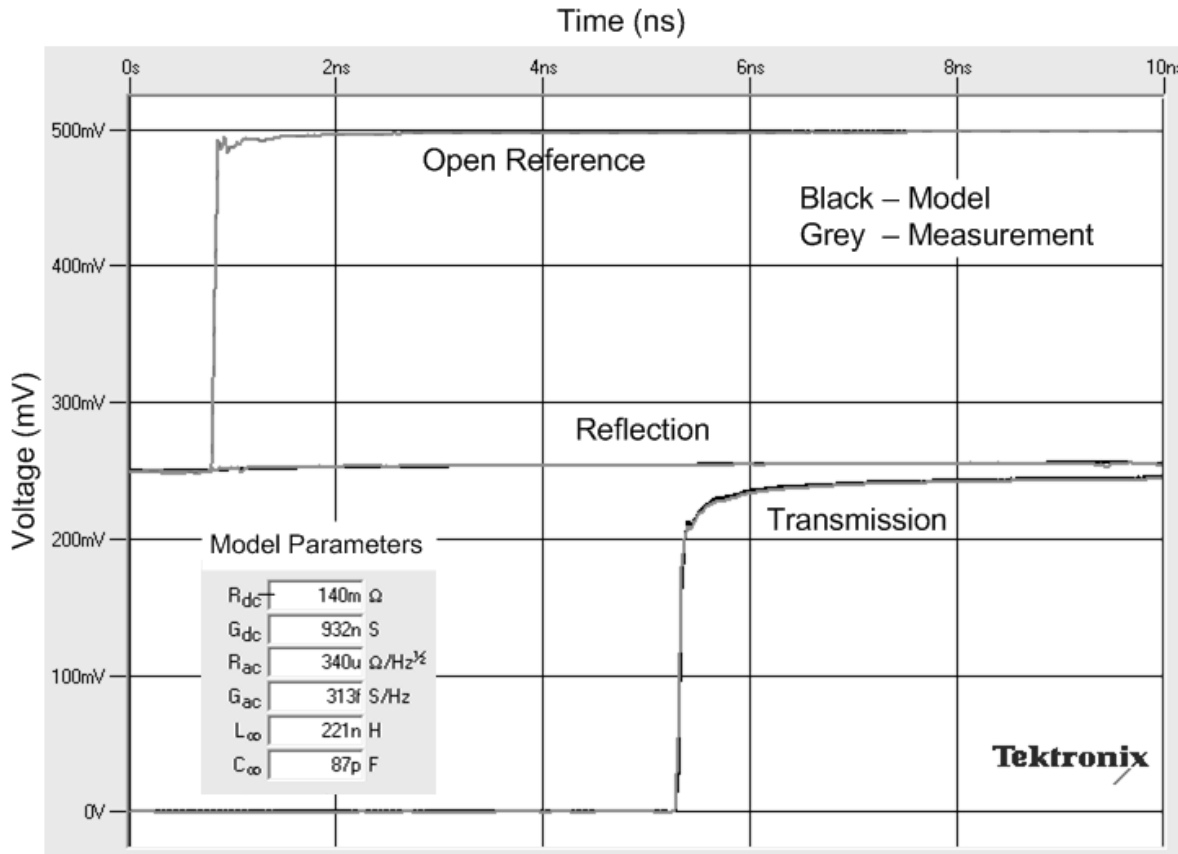 Time (ns)
0s 2ns 4ns 6ns 8ns 10ns
500mV
Open Reference
Black – Model
Grey – Measurement
400mV
300mV
Voltage (mV)
Reflection
200mV
Transmission
Model Parameters
Rdc 140m Ω
Gdc 932n S
Rac 340u Ω/Hz½
Gac 313f S/Hz
L∞ 221n H
C∞ 87p F
100mV
Tektronix
0V